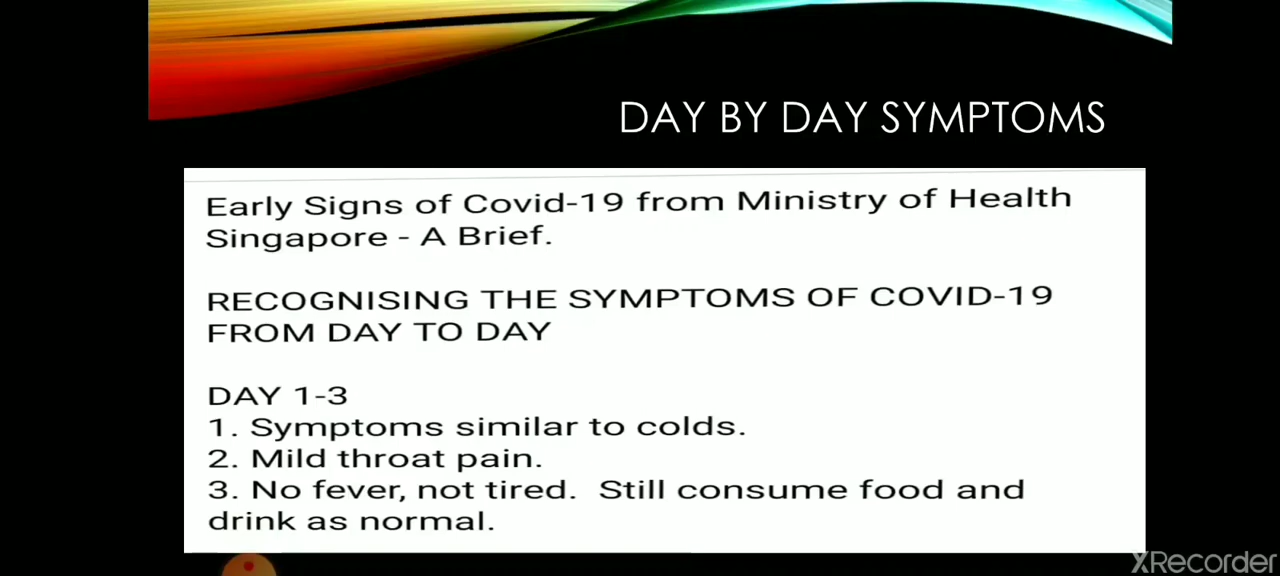 DAY BY DAY SYMPTOMS
Early Signs of Covid-19 from Ministry of Health
Singapore - A Brief.
RECOGNISING THE SYMPTOMS OF COVID-19
FROM DAY TO DAY
DAY 1-3
1. Symptoms similar to colds.
2. Mild throat pain.
3. No fever, not tired. Still consume food and
drink as normal.
XRecorder